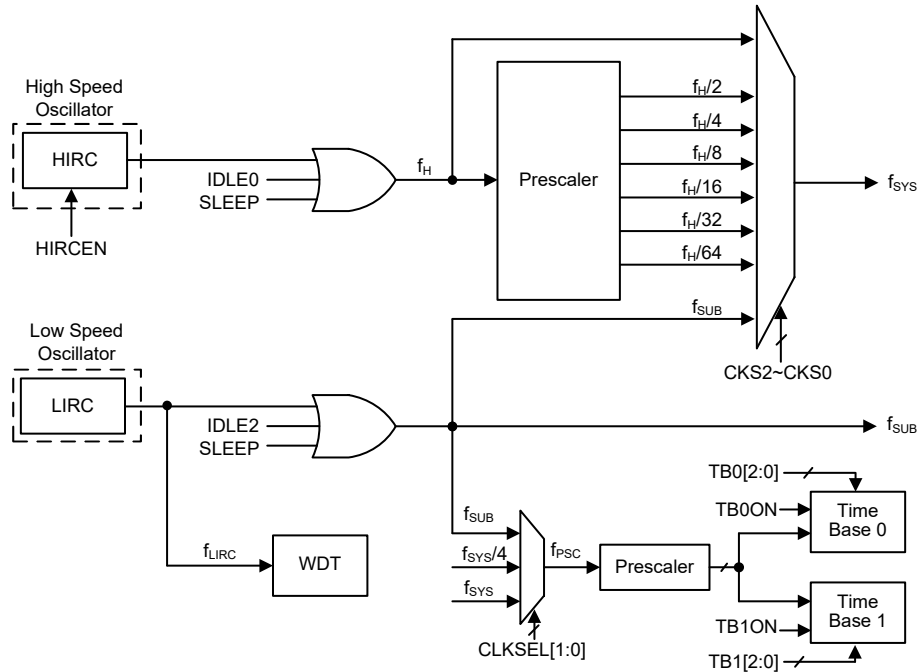 High Speed
Oscillator
HIRC
HIRCEN
IDLE0
SLEEP
f_H
Prescaler
f_H/2
f_H/4
f_H/8
f_H/16
f_H/32
f_H/64
f_SUB
CKS2~CKS0
f_SYS
Low Speed
Oscillator
LIRC
IDLE2
SLEEP
f_SUB
f_LIRC
WDT
f_SUB
f_SYS/4
f_SYS
CLKSEL[1:0]
f_PSC
Prescaler
TB0[2:0]
TB0ON
Time
Base 0
Time
Base 1
TB1ON
TB1[2:0]